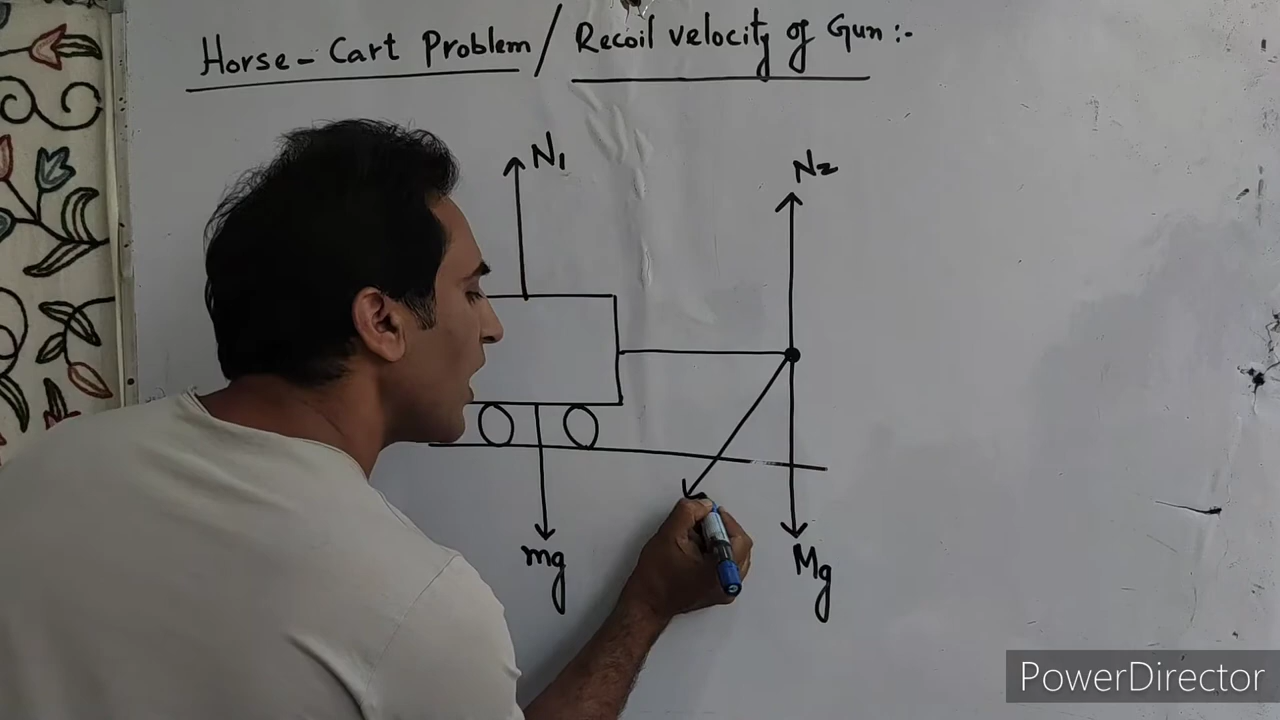 Horse - Cart Problem / Recoil velocity of Gun :-
N1
N2
mg
Mg
PowerDirector